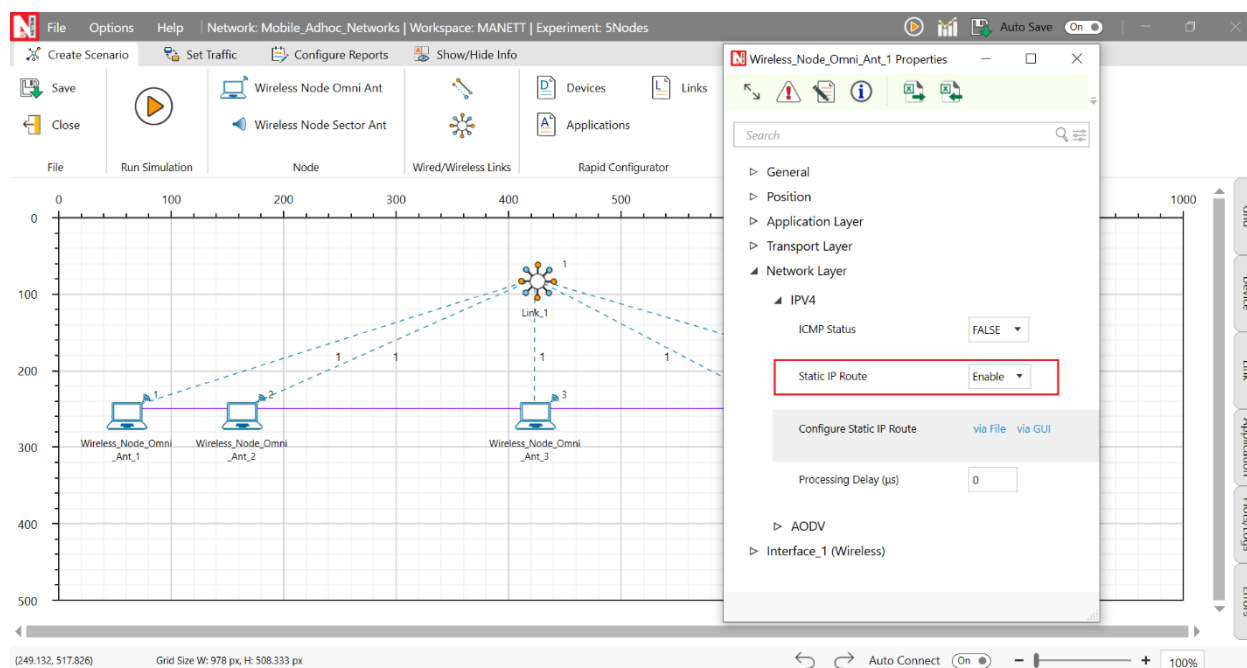 N File Options Help Network: Mobile_Adhoc_Networks | Workspace: MANETT | Experiment: 5Nodes Auto Save On
Create Scenario Set Traffic Configure Reports Show/Hide Info
Save
Close
File
Run Simulation
Wireless Node Omni Ant
Wireless Node Sector Ant
Node
Wired/Wireless Links
D Devices L Links
A Applications
Rapid Configurator
0 100 200 300 400 500 1000
0
100
200
300
400
500
1
Link_1
1 1 1 1
1 2 3
Wireless_Node_Omni
_Ant_1
Wireless_Node_Omni
_Ant_2
Wireless_Node_Omni
_Ant_3
N Wireless_Node_Omni_Ant_1 Properties
Search
General
Position
Application Layer
Transport Layer
Network Layer
IPV4
ICMP Status FALSE
Static IP Route Enable
Configure Static IP Route via File via GUI
Processing Delay (µs) 0
AODV
Interface_1 (Wireless)
Grid
Device
Link
Application
Plots/Logs
Errors
(249.132, 517.826) Grid Size W: 978 px, H: 508.333 px Auto Connect On 100%